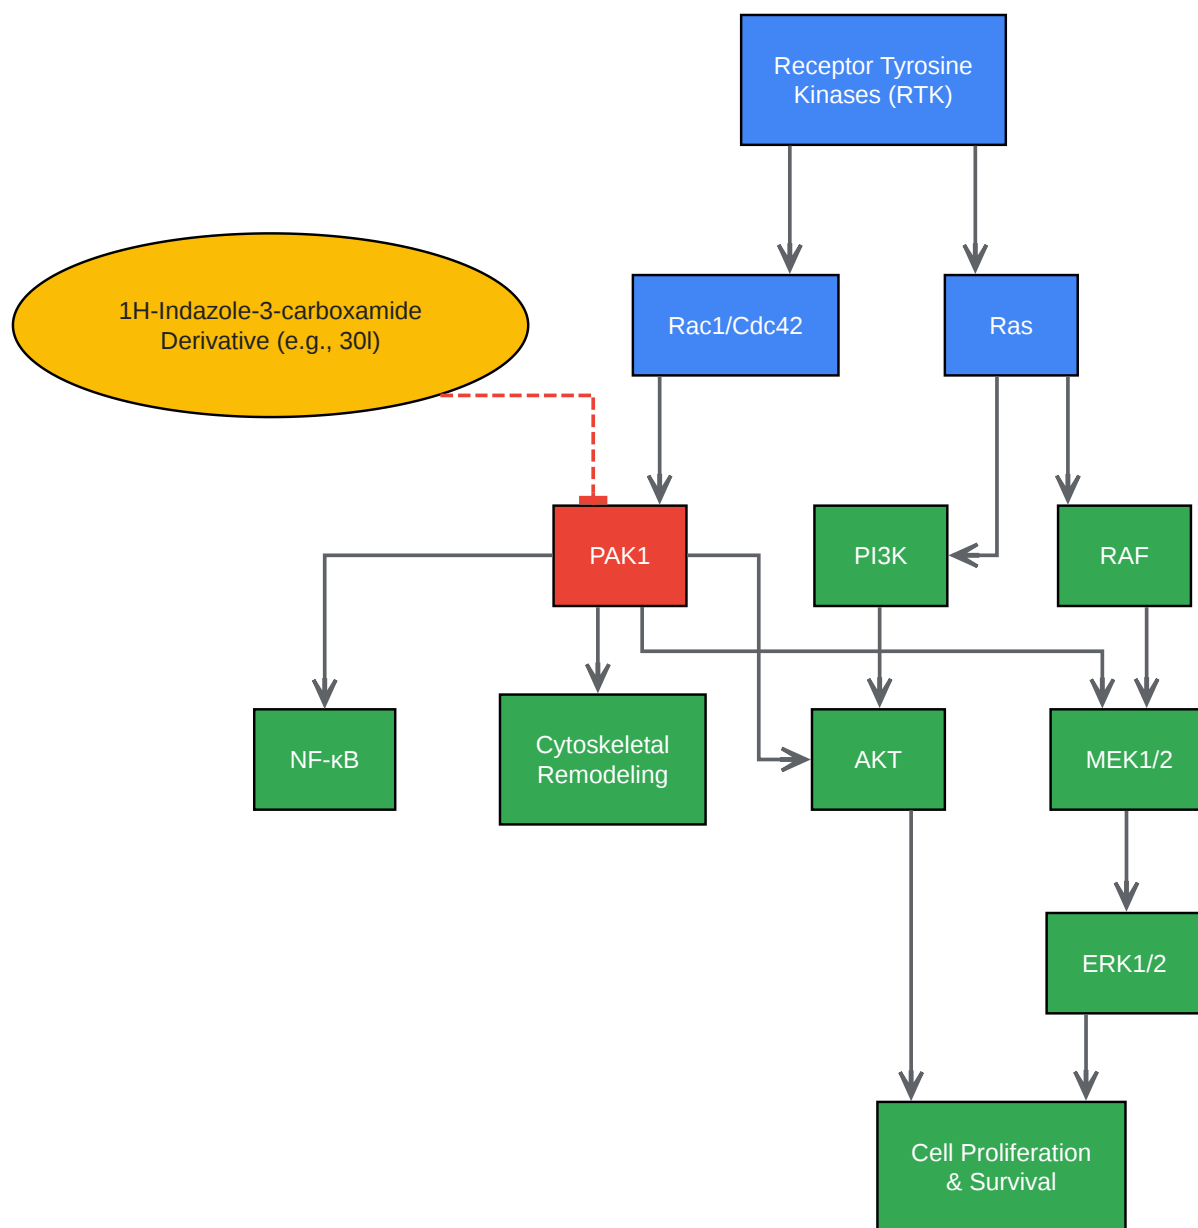 Receptor Tyrosine
Kinases (RTK)
1H-Indazole-3-carboxamide
Derivative (e.g., 30l)
Rac1/Cdc42
Ras
PAK1
PI3K
RAF
NF-κB
Cytoskeletal
Remodeling
AKT
MEK1/2
ERK1/2
Cell Proliferation
& Survival